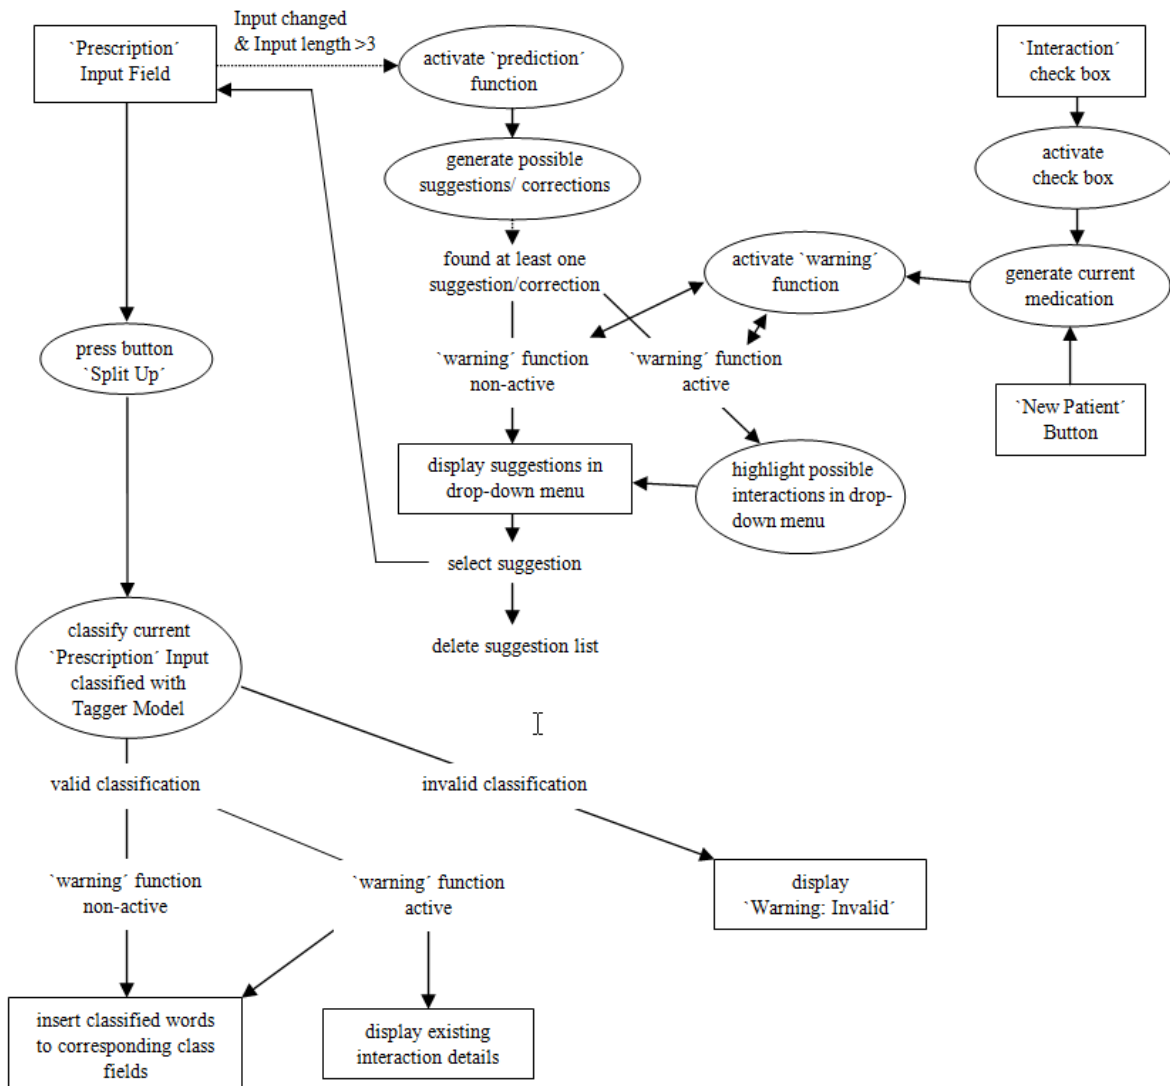 Input changed
& Input length >3
`Prescription´
Input Field
activate `prediction´
function
`Interaction´
check box
generate possible
suggestions/ corrections
activate
check box
found at least one
suggestion/correction
activate `warning´
function
generate current
medication
press button
`Split Up´
`warning´ function
non-active
`warning´ function
active
`New Patient´
Button
display suggestions in
drop-down menu
highlight possible
interactions in drop-
down menu
select suggestion
delete suggestion list
classify current
`Prescription´ Input
classified with
Tagger Model
valid classification
invalid classification
`warning´ function
non-active
`warning´ function
active
display
`Warning: Invalid´
insert classified words
to corresponding class
fields
display existing
interaction details